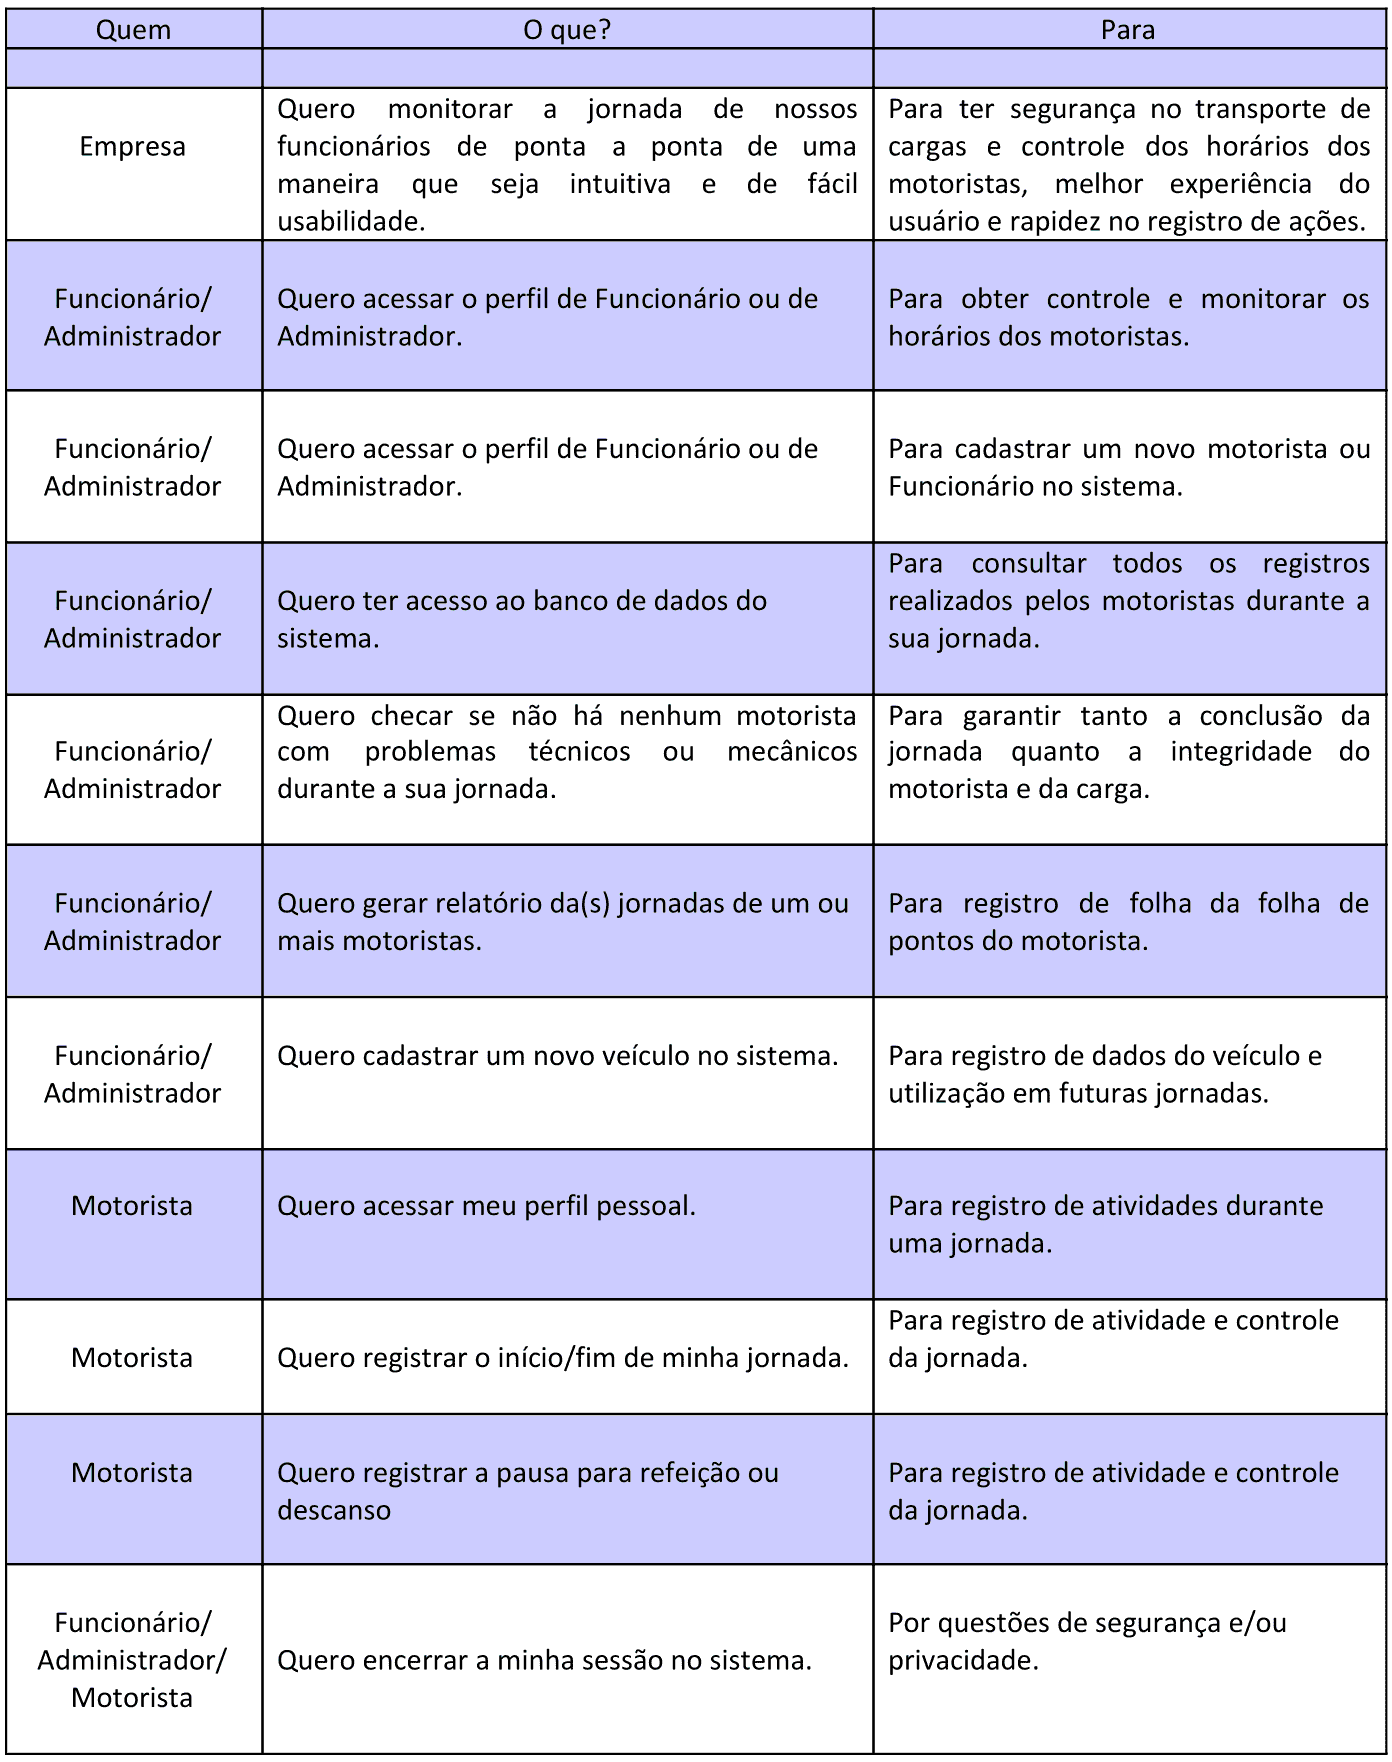 Quem
O que?
Para
Empresa
Quero monitorar a jornada de nossos
funcionários de ponta a ponta de uma
maneira que seja intuitiva e de fácil
usabilidade.
Para ter segurança no transporte de
cargas e controle dos horários dos
motoristas, melhor experiência do
usuário e rapidez no registro de ações.
Funcionário/
Administrador
Quero acessar o perfil de Funcionário ou de
Administrador.
Para obter controle e monitorar os
horários dos motoristas.
Funcionário/
Administrador
Quero acessar o perfil de Funcionário ou de
Administrador.
Para cadastrar um novo motorista ou
Funcionário no sistema.
Funcionário/
Administrador
Quero ter acesso ao banco de dados do
sistema.
Para consultar todos os registros
realizados pelos motoristas durante a
sua jornada.
Funcionário/
Administrador
Quero checar se não há nenhum motorista
com problemas técnicos ou mecânicos
durante a sua jornada.
Para garantir tanto a conclusão da
jornada quanto a integridade do
motorista e da carga.
Funcionário/
Administrador
Quero gerar relatório da(s) jornadas de um ou
mais motoristas.
Para registro de folha da folha de
pontos do motorista.
Funcionário/
Administrador
Quero cadastrar um novo veículo no sistema.
Para registro de dados do veículo e
utilização em futuras jornadas.
Motorista
Quero acessar meu perfil pessoal.
Para registro de atividades durante
uma jornada.
Motorista
Quero registrar o início/fim de minha jornada.
Para registro de atividade e controle
da jornada.
Motorista
Quero registrar a pausa para refeição ou
descanso
Para registro de atividade e controle
da jornada.
Funcionário/
Administrador/
Motorista
Quero encerrar a minha sessão no sistema.
Por questões de segurança e/ou
privacidade.